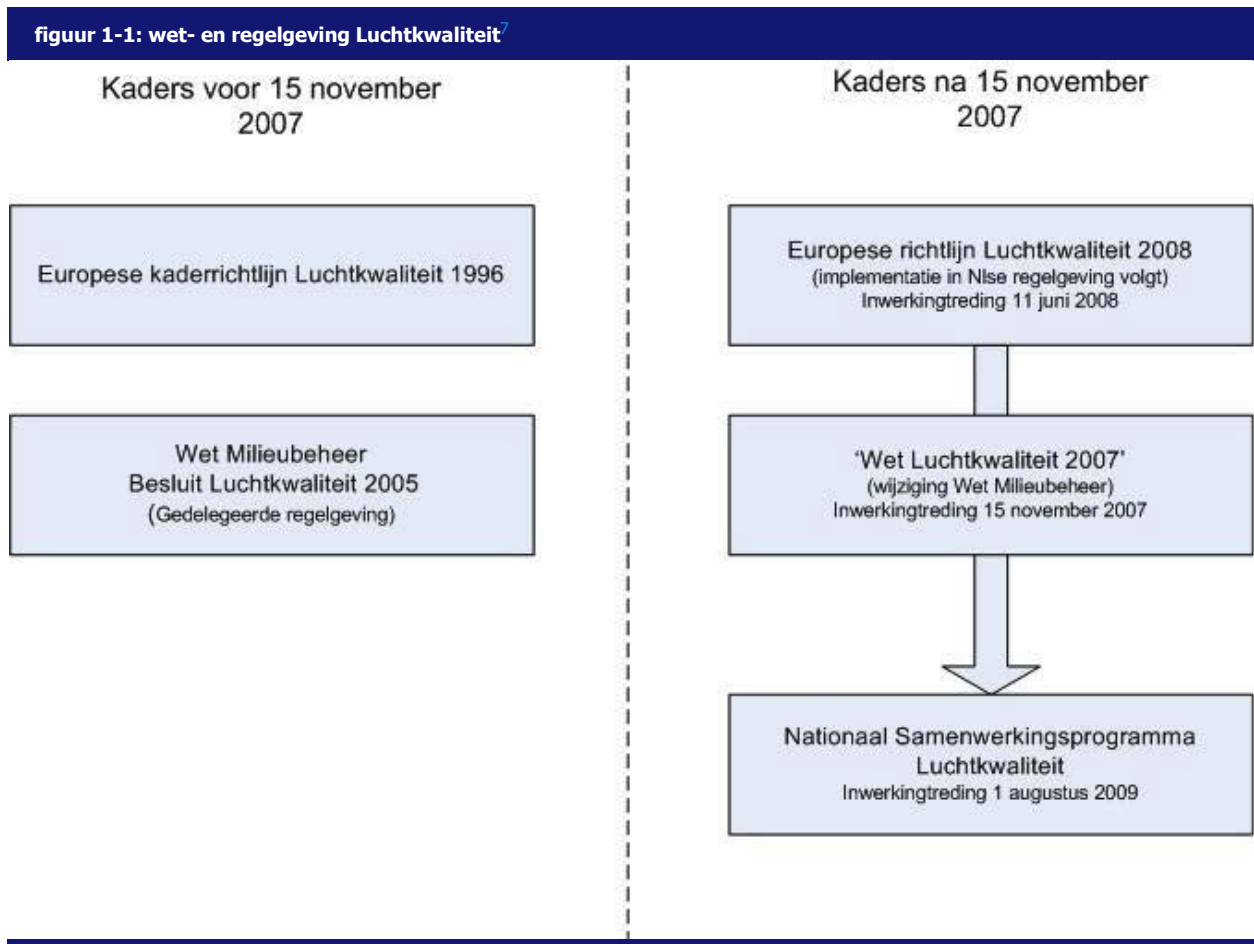 figuur 1-1: wet- en regelgeving Luchtkwaliteit7
Kaders voor 15 november
2007
Europese kaderrichtlijn Luchtkwaliteit 1996
Wet Milieubeheer
Besluit Luchtkwaliteit 2005
(Gedelegeerde regelgeving)
Kaders na 15 november
2007
Europese richtlijn Luchtkwaliteit 2008
(implementatie in Nlse regelgeving volgt)
Inwerkingtreding 11 juni 2008
‘Wet Luchtkwaliteit 2007’
(wijziging Wet Milieubeheer)
Inwerkingtreding 15 november 2007
Nationaal Samenwerkingsprogramma
Luchtkwaliteit
Inwerkingtreding 1 augustus 2009